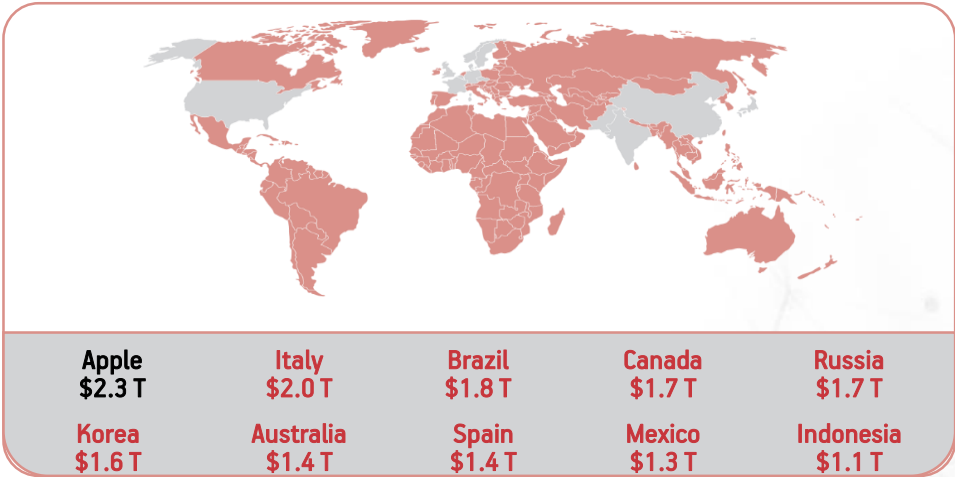 Apple
$2.3 T
Italy
$2.0 T
Brazil
$1.8 T
Canada
$1.7 T
Russia
$1.7 T
Korea
$1.6 T
Australia
$1.4 T
Spain
$1.4 T
Mexico
$1.3 T
Indonesia
$1.1 T